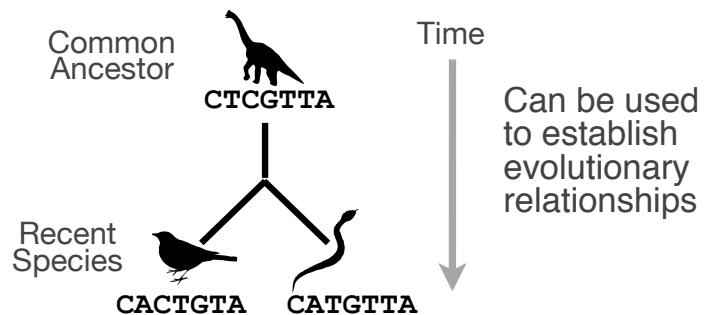 Common
Ancestor
CTCGTTA
Time
Can be used
to establish
evolutionary
relationships
Recent
Species
CACTGTA
CATGTTA